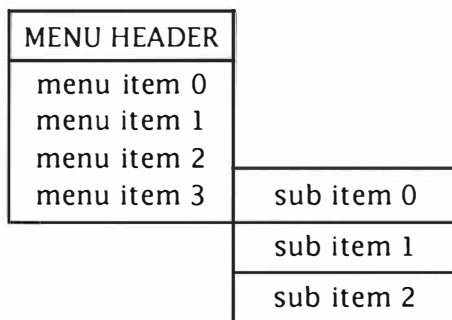 MENU HEADER
menu item 0
menu item 1
menu item 2
menu item 3
sub item 0
sub item 1
sub item 2